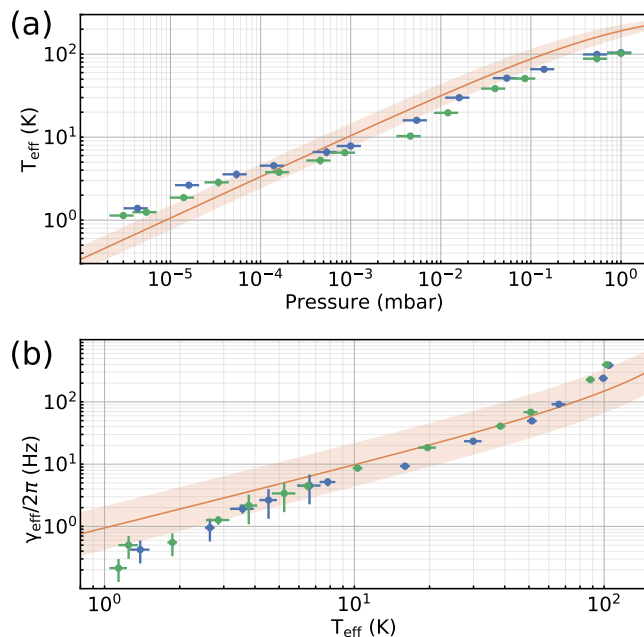 (a)
10²
10¹
10⁰
T_eff (K)
10⁻⁵ 10⁻⁴ 10⁻³ 10⁻² 10⁻¹ 10⁰
Pressure (mbar)
(b)
10²
10¹
10⁰
γ_eff/2π (Hz)
10⁰ 10¹ 10²
T_eff (K)